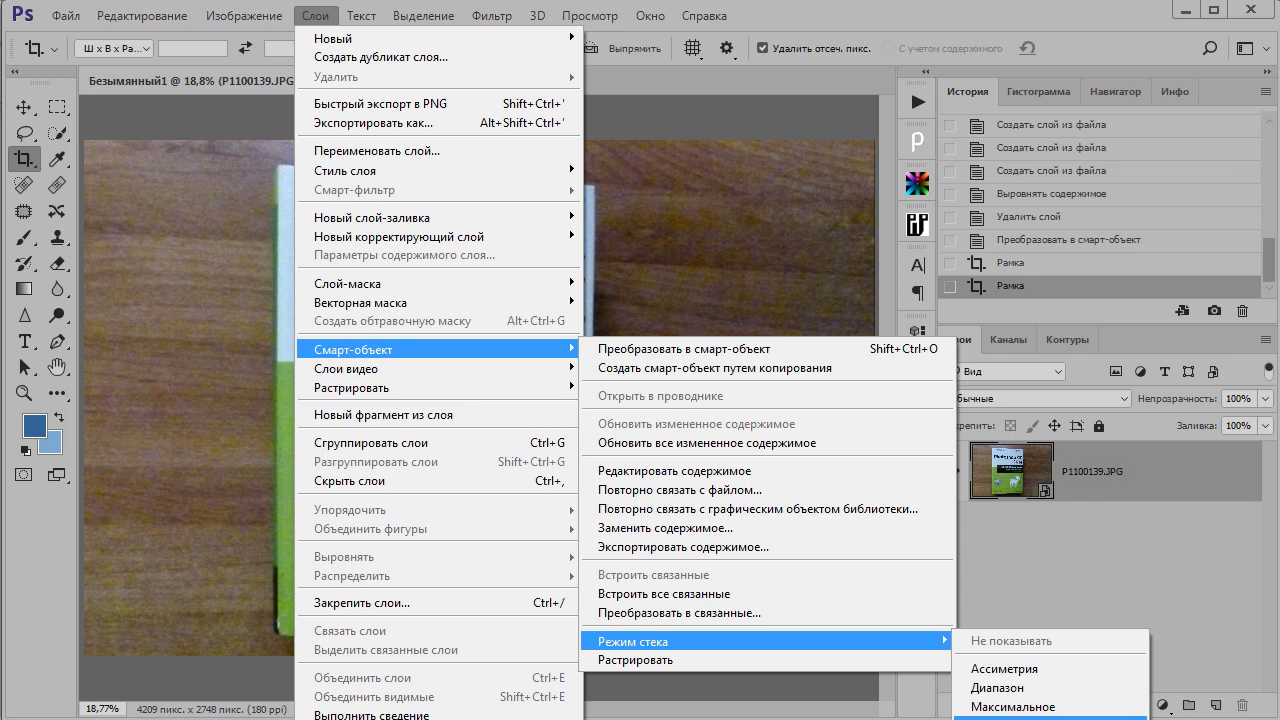 Ps Файл Редактирование Изображение Слои Текст Выделение Фильтр 3D Просмотр Окно Справка
Ш x В x Ра... Выпрямить Удалить отсеч. пикс. С учетом содержимого
Безымянный1 @ 18,8% (P1100139.JPG
Новый
Создать дубликат слоя...
Удалить
Быстрый экспорт в PNG Shift+Ctrl+'
Экспортировать как... Alt+Shift+Ctrl+'
Переименовать слой...
Стиль слоя
Смарт-фильтр
Новый слой-заливка
Новый корректирующий слой
Параметры содержимого слоя...
Слой-маска
Векторная маска
Создать обтравочную маску Alt+Ctrl+G
Смарт-объект
Слои видео
Растрировать
Новый фрагмент из слоя
Сгруппировать слои Ctrl+G
Разгруппировать слои Shift+Ctrl+G
Скрыть слои Ctrl+,
Упорядочить
Объединить фигуры
Выровнять
Распределить
Закрепить слои... Ctrl+/
Связать слои
Выделить связанные слои
Объединить слои Ctrl+E
Объединить видимые Shift+Ctrl+E
Выполнить сведение
Преобразовать в смарт-объект Shift+Ctrl+O
Создать смарт-объект путем копирования
Открыть в проводнике
Обновить измененное содержимое
Обновить все измененное содержимое
Редактировать содержимое
Повторно связать с файлом...
Повторно связать с графическим объектом библиотеки...
Заменить содержимое...
Экспортировать содержимое...
Встроить связанные
Встроить все связанные
Преобразовать в связанные...
Режим стека
Растрировать
Не показывать
Ассиметрия
Диапазон
Максимальное
История Гистограмма Навигатор Инфо
Создать слой из файла
Создать слой из файла
Создать слой из файла
Выровнять содержимое
Удалить слой
Преобразовать в смарт-объект
Рамка
Рамка
Каналы Контуры
Вид
Непрозрачность: 100%
Заливка: 100%
P1100139.JPG
18,77% 4209 пикс. x 2748 пикс. (180 ppi)